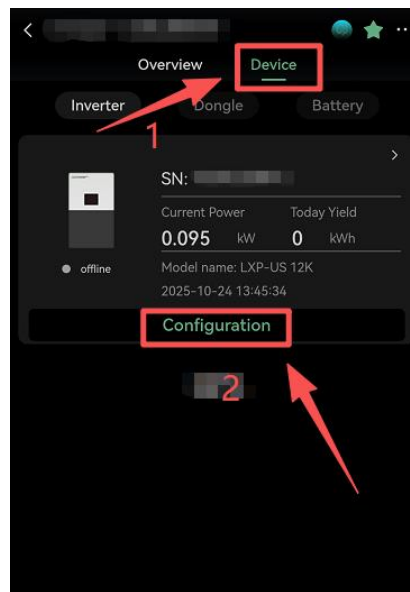 Overview Device
Inverter Dongle Battery
1
SN:
Current Power Today Yield
0.095 kW 0 kWh
offline Model name: LXP-US 12K
2025-10-24 13:45:34
Configuration
2